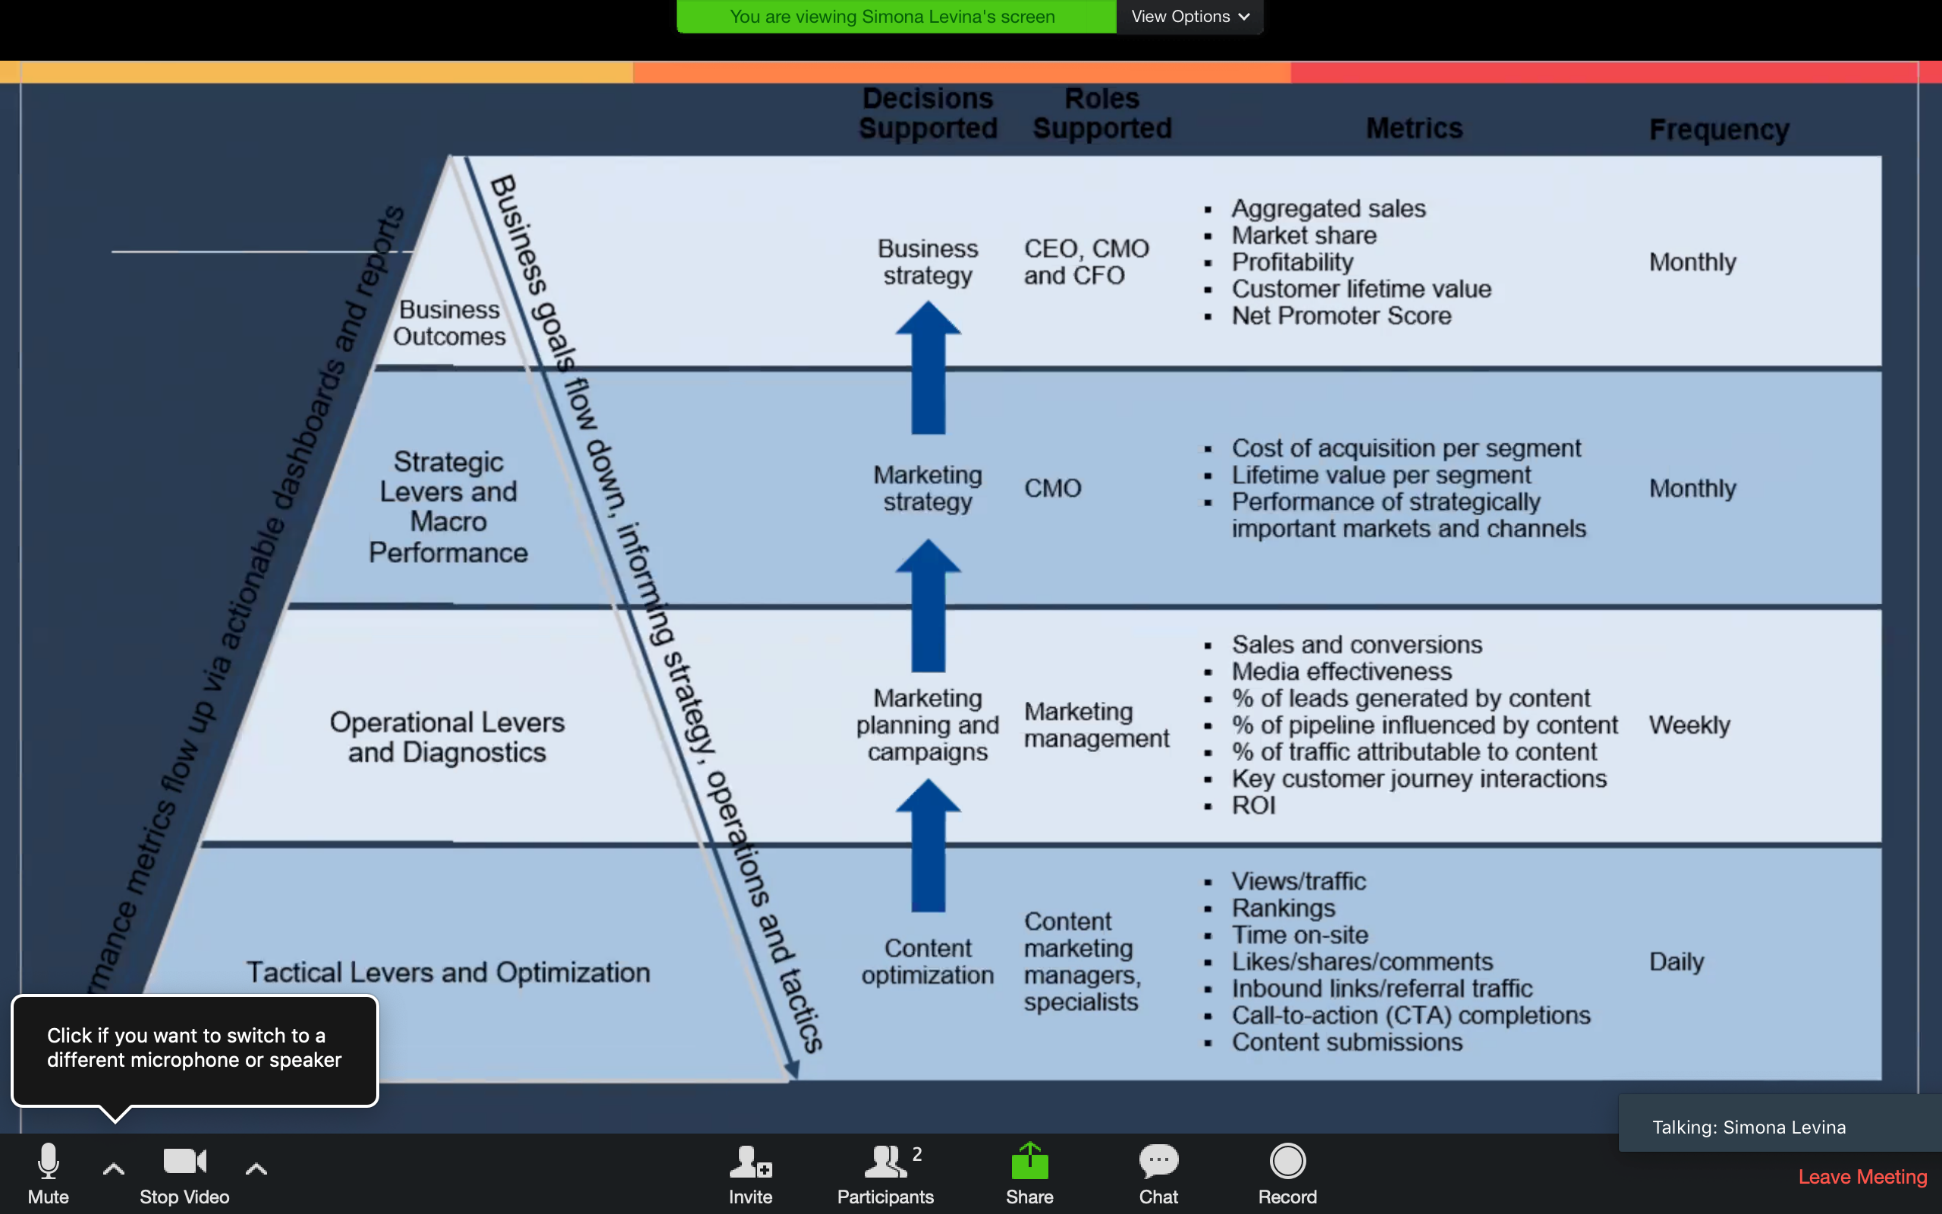 You are viewing Simona Levina's screen
View Options
Decisions
Supported
Roles
Supported
Metrics
Frequency
metrics flow up via actionable dashboards and reports
Business goals flow down, informing strategy, operations and tactics
Business
Outcomes
Business
strategy
CEO, CMO
and CFO
▪ Aggregated sales
▪ Market share
▪ Profitability
▪ Customer lifetime value
▪ Net Promoter Score
Monthly
Strategic
Levers and
Macro
Performance
Marketing
strategy
CMO
▪ Cost of acquisition per segment
▪ Lifetime value per segment
▪ Performance of strategically
important markets and channels
Monthly
Operational Levers
and Diagnostics
Marketing
planning and
campaigns
Marketing
management
▪ Sales and conversions
▪ Media effectiveness
▪ % of leads generated by content
▪ % of pipeline influenced by content
▪ % of traffic attributable to content
▪ Key customer journey interactions
▪ ROI
Weekly
Tactical Levers and Optimization
Content
optimization
Content
marketing
managers,
specialists
▪ Views/traffic
▪ Rankings
▪ Time on-site
▪ Likes/shares/comments
▪ Inbound links/referral traffic
▪ Call-to-action (CTA) completions
▪ Content submissions
Daily
Click if you want to switch to a
different microphone or speaker
Talking: Simona Levina
Mute
Stop Video
Invite
2
Participants
Share
Chat
Record
Leave Meeting